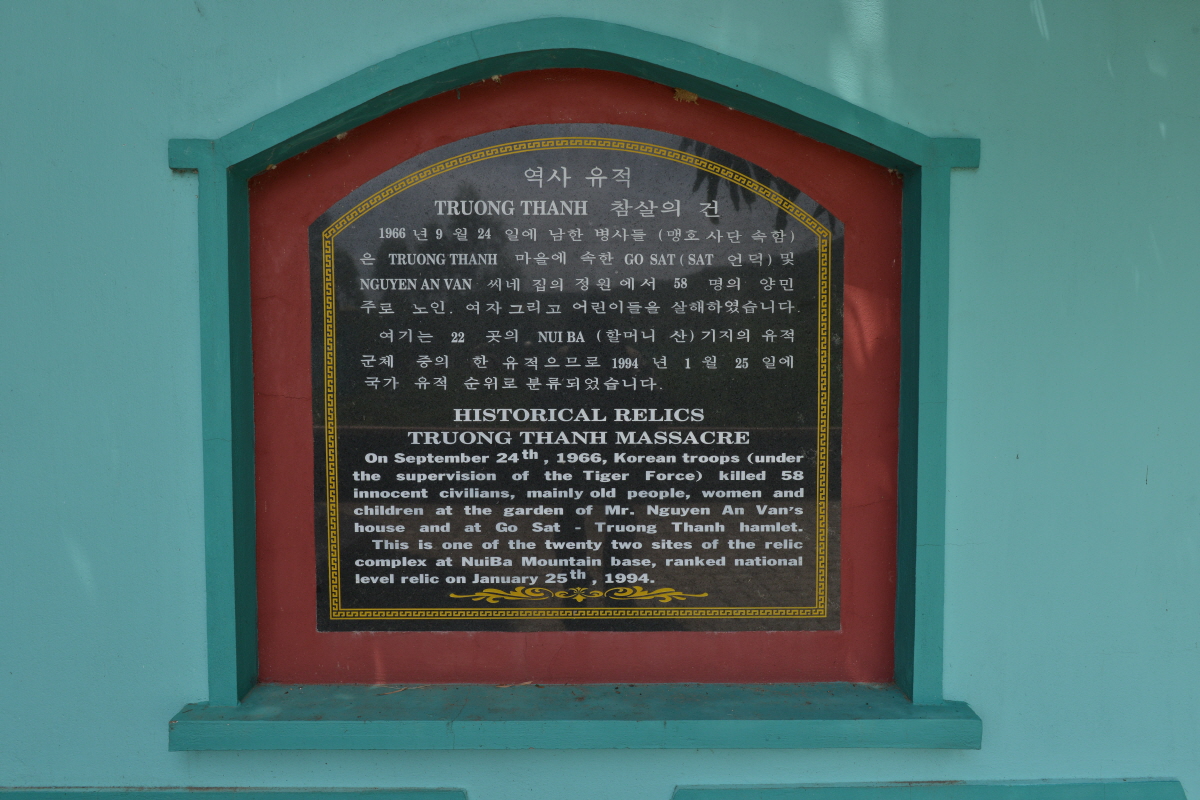 역사 유적
TRUONG THANH 참살의 건
1966 년 9 월 24 일에 남한 병사들 (맹호 사단 속함)
은 TRUONG THANH 마을에 속한 GO SAT (SAT 언덕) 및
NGUYEN AN VAN 씨네 집의 정원에서 58 명의 양민
주로 노인. 여자 그리고 어린이들을 살해하였습니다.
여기는 22 곳의 NUI BA (할머니 산) 기지의 유적
군체 중의 한 유적으므로 1994 년 1 월 25 일에
국가 유적 순위로 분류되었습니다.
HISTORICAL RELICS
TRUONG THANH MASSACRE
On September 24th , 1966, Korean troops (under
the supervision of the Tiger Force) killed 58
innocent civilians, mainly old people, women and
children at the garden of Mr. Nguyen An Van's
house and at Go Sat - Truong Thanh hamlet.
This is one of the twenty two sites of the relic
complex at NuiBa Mountain base, ranked national
level relic on January 25th , 1994.